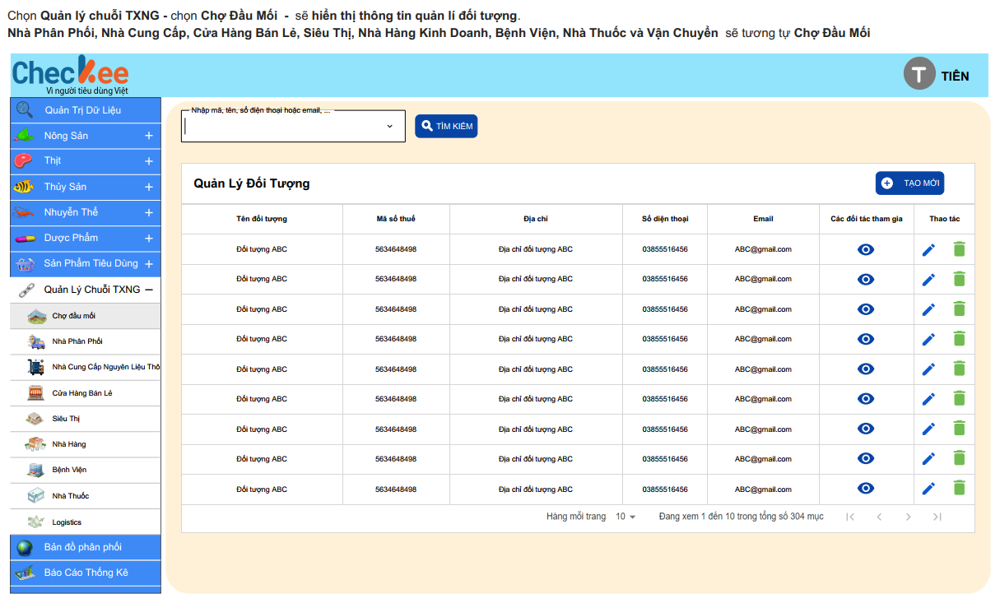 Chọn Quản lý chuỗi TXNG - chọn Chợ Đầu Mối - sẽ hiển thị thông tin quản lí đối tượng.
Nhà Phân Phối, Nhà Cung Cấp, Cửa Hàng Bán Lẻ, Siêu Thị, Nhà Hàng Kinh Doanh, Bệnh Viện, Nhà Thuốc và Vận Chuyển sẽ tương tự Chợ Đầu Mối
Checkee
Vì người tiêu dùng Việt
T TIÊN
Quản Trị Dữ Liệu
Nông Sản +
Thịt +
Thủy Sản +
Nhuyễn Thể +
Dược Phẩm +
Sản Phẩm Tiêu Dùng +
Quản Lý Chuỗi TXNG –
Chợ đầu mối
Nhà Phân Phối
Nhà Cung Cấp Nguyên Liệu Thô
Cửa Hàng Bán Lẻ
Siêu Thị
Nhà Hàng
Bệnh Viện
Nhà Thuốc
Logistics
Bản đồ phân phối
Báo Cáo Thống Kê
Nhập mã, tên, số điện thoại hoặc email, ...
TÌM KIẾM
Quản Lý Đối Tượng
TẠO MỚI
Tên đối tượng Mã số thuế Địa chỉ Số diện thoại Email Các đối tác tham gia Thao tác
Đối tượng ABC 5634648498 Địa chỉ đối tượng ABC 03855516456 ABC@gmail.com
Đối tượng ABC 5634648498 Địa chỉ đối tượng ABC 03855516456 ABC@gmail.com
Đối tượng ABC 5634648498 Địa chỉ đối tượng ABC 03855516456 ABC@gmail.com
Đối tượng ABC 5634648498 Địa chỉ đối tượng ABC 03855516456 ABC@gmail.com
Đối tượng ABC 5634648498 Địa chỉ đối tượng ABC 03855516456 ABC@gmail.com
Đối tượng ABC 5634648498 Địa chỉ đối tượng ABC 03855516456 ABC@gmail.com
Đối tượng ABC 5634648498 Địa chỉ đối tượng ABC 03855516456 ABC@gmail.com
Đối tượng ABC 5634648498 Địa chỉ đối tượng ABC 03855516456 ABC@gmail.com
Đối tượng ABC 5634648498 Địa chỉ đối tượng ABC 03855516456 ABC@gmail.com
Hàng mỗi trang 10 Đang xem 1 đến 10 trong tổng số 304 mục